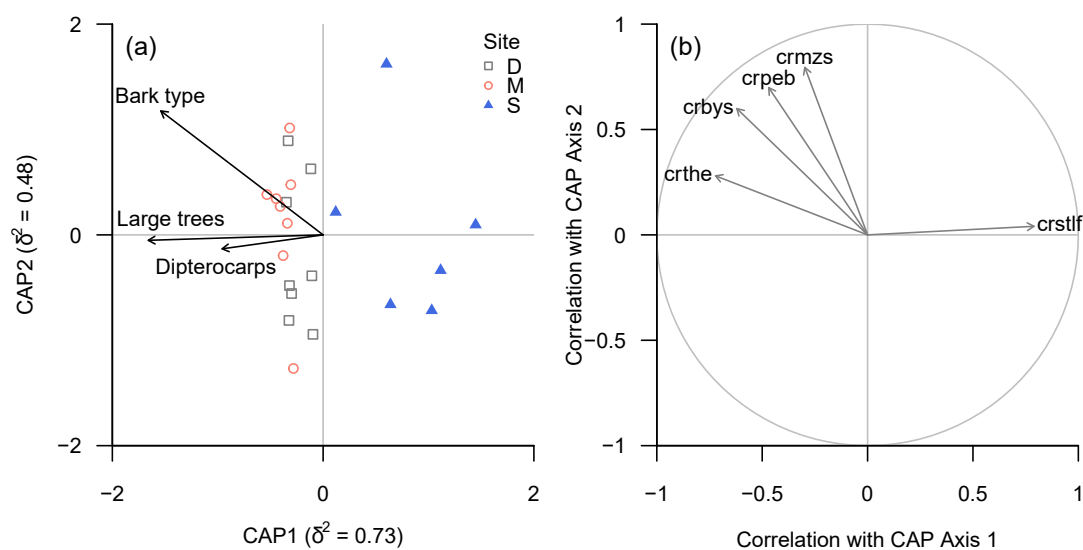 (a)
Site
D
M
S
Bark type
Large trees
Dipterocarps
2
0
−2
−2
0
2
CAP2 (δ² = 0.48)
CAP1 (δ² = 0.73)
(b)
crmzs
crpeb
crbys
crthe
crstlf
1
0.5
0
−0.5
−1
−1
−0.5
0
0.5
1
Correlation with CAP Axis 2
Correlation with CAP Axis 1